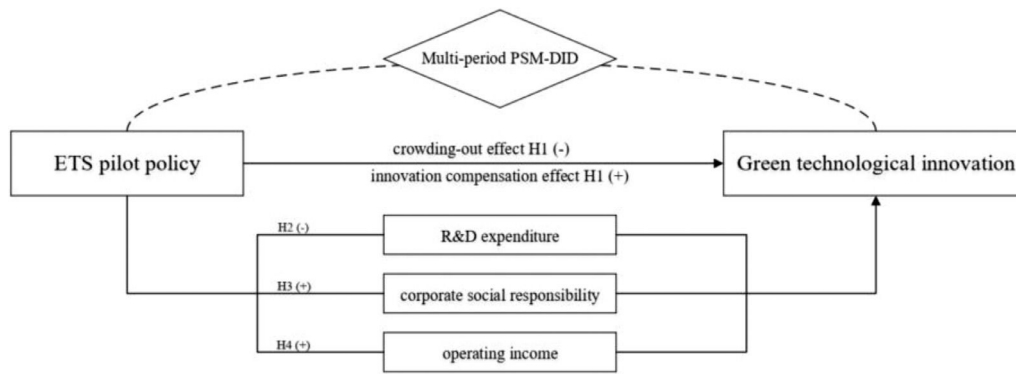 Multi-period PSM-DID
ETS pilot policy
crowding-out effect H1 (-)
innovation compensation effect H1 (+)
Green technological innovation
H2 (-)
R&D expenditure
H3 (+)
corporate social responsibility
H4 (+)
operating income